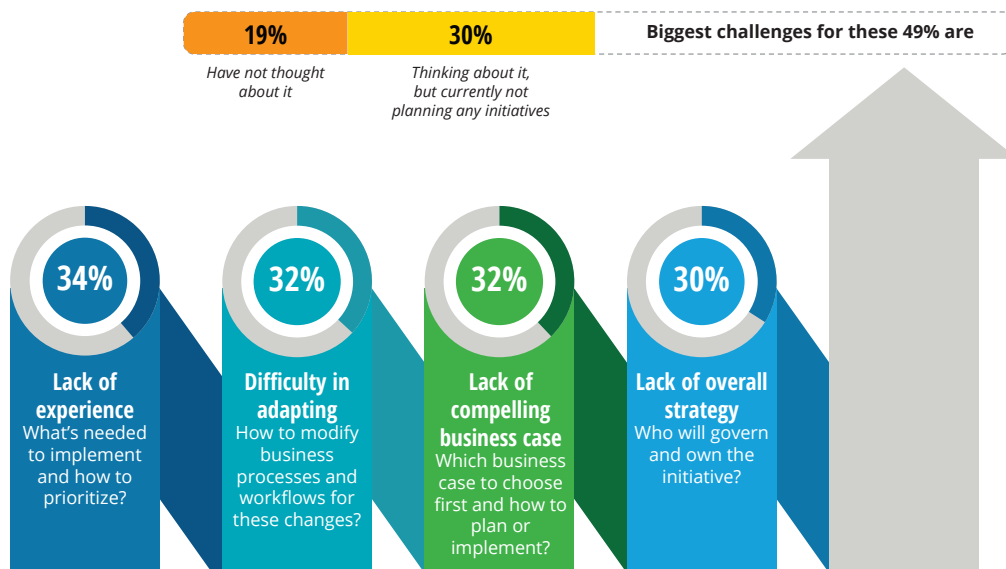 19%
30%
Biggest challenges for these 49% are
Have not thought
about it
Thinking about it,
but currently not
planning any initiatives
34%
Lack of
experience
What's needed
to implement
and how to
prioritize?
32%
Difficulty in
adapting
How to modify
business
processes and
workflows for
these changes?
32%
Lack of
compelling
business case
Which business
case to choose
first and how to
plan or
implement?
30%
Lack of overall
strategy
Who will govern
and own the
initiative?